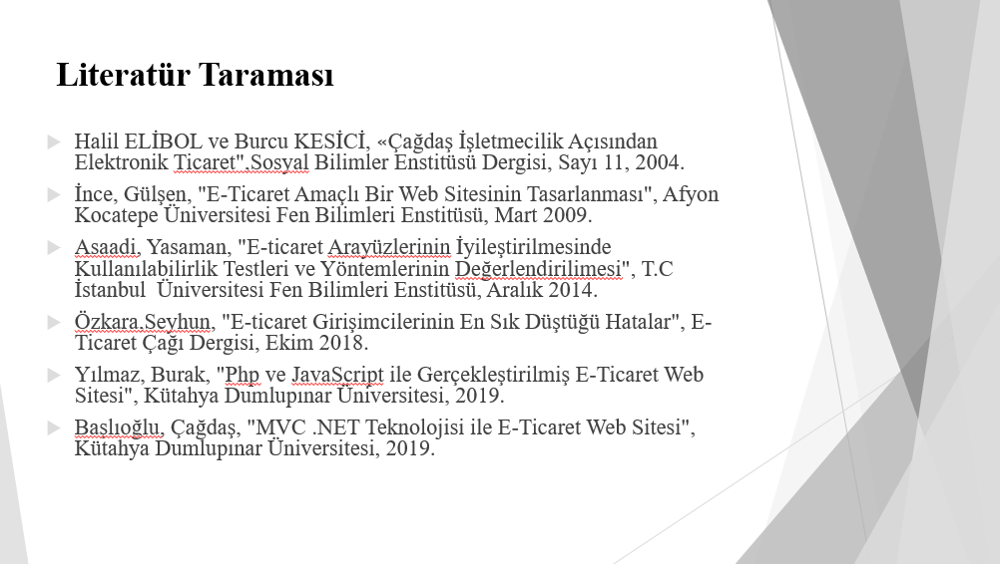 Literatür Taraması
Halil ELİBOL ve Burcu KESİCİ, «Çağdaş İşletmecilik Açısından
Elektronik Ticaret",Sosyal Bilimler Enstitüsü Dergisi, Sayı 11, 2004.
İnce, Gülşen, "E-Ticaret Amaçlı Bir Web Sitesinin Tasarlanması", Afyon
Kocatepe Üniversitesi Fen Bilimleri Enstitüsü, Mart 2009.
Asaadi, Yasaman, "E-ticaret Arayüzlerinin İyileştirilmesinde
Kullanılabilirlik Testleri ve Yöntemlerinin Değerlendirilimesi", T.C
İstanbul  Üniversitesi Fen Bilimleri Enstitüsü, Aralık 2014.
Özkara,Seyhun, "E-ticaret Girişimcilerinin En Sık Düştüğü Hatalar", E-
Ticaret Çağı Dergisi, Ekim 2018.
Yılmaz, Burak, "Php ve JavaScript ile Gerçekleştirilmiş E-Ticaret Web
Sitesi", Kütahya Dumlupınar Üniversitesi, 2019.
Başlıoğlu, Çağdaş, "MVC .NET Teknolojisi ile E-Ticaret Web Sitesi",
Kütahya Dumlupınar Üniversitesi, 2019.